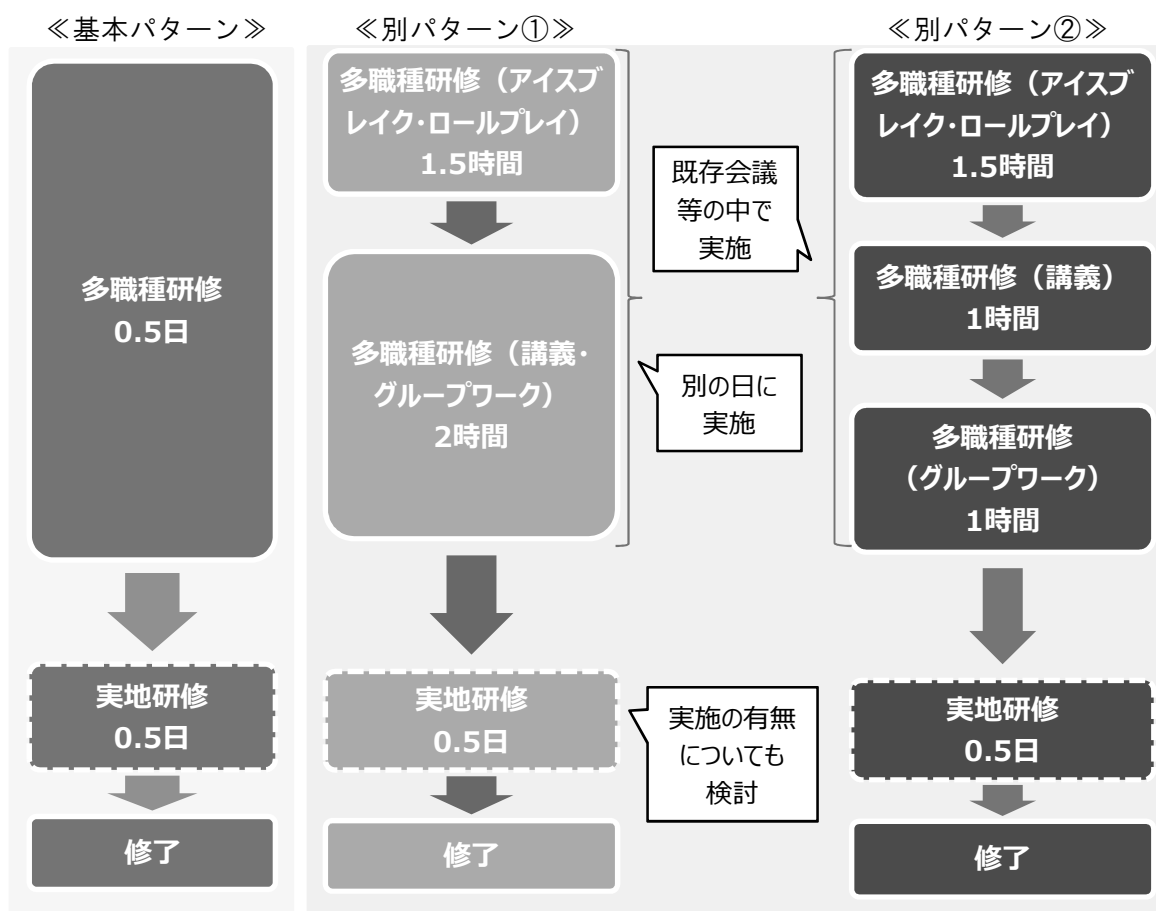 ≪基本パターン≫
多職種研修
0.5日
実地研修
0.5日
修了
≪別パターン①≫
多職種研修（アイスブ
レイク・ロールプレイ）
1.5時間
多職種研修（講義・
グループワーク）
2時間
実地研修
0.5日
修了
既存会議
等の中で
実施
別の日に
実施
実施の有無
についても
検討
≪別パターン②≫
多職種研修（アイスブ
レイク・ロールプレイ）
1.5時間
多職種研修（講義）
1時間
多職種研修
（グループワーク）
1時間
実地研修
0.5日
修了